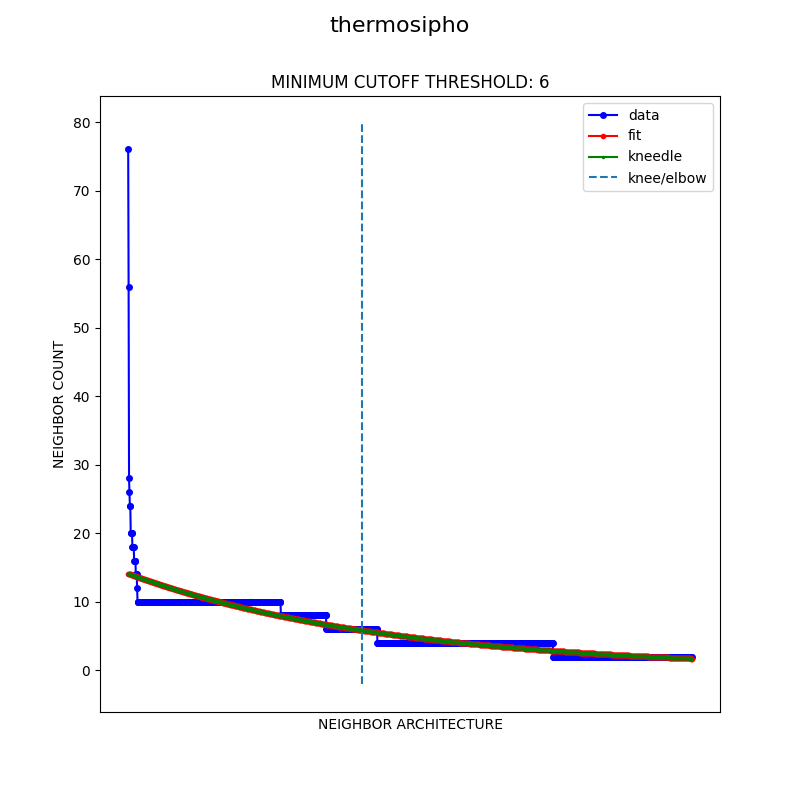 thermosipho
MINIMUM CUTOFF THRESHOLD: 6
data
fit
kneedle
knee/elbow
80
70
60
50
40
30
20
10
0
NEIGHBOR COUNT
NEIGHBOR ARCHITECTURE